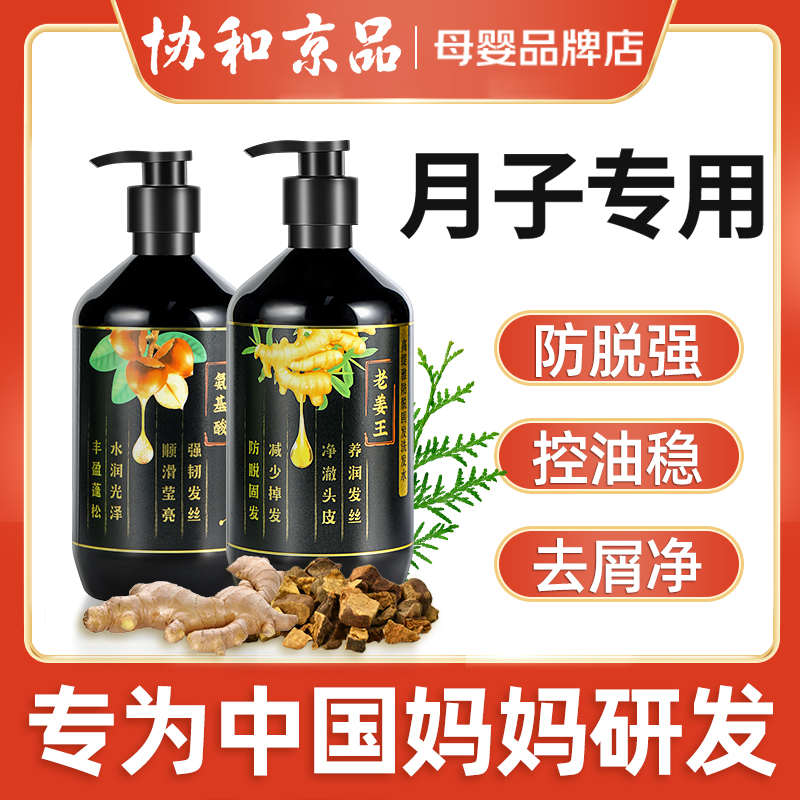 协和京品 母婴品牌店
月子专用
防脱强
控油稳
去屑净
氨基酸
强韧发丝
顺滑莹亮
水润光泽
丰盈蓬松
老姜王
养润发丝
净澈头皮
减少掉发
防脱固发
专为中国妈妈研发